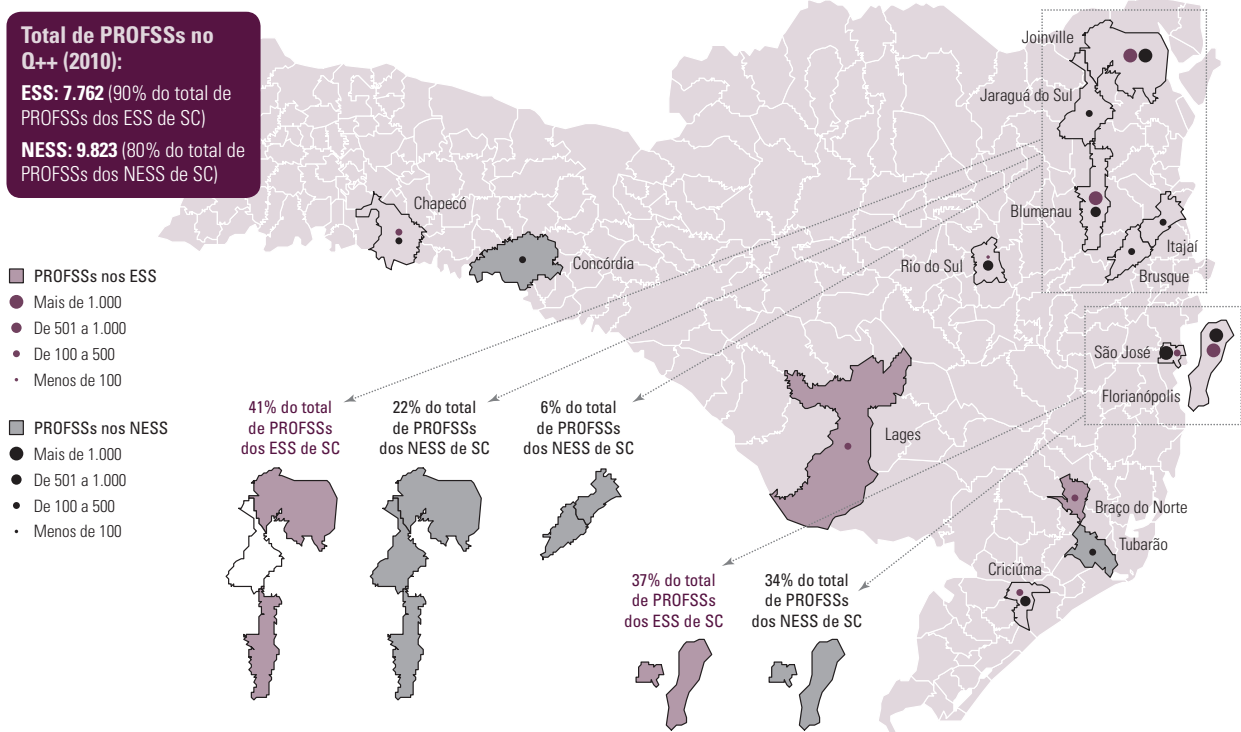 Total de PROFSSs no
Q++ (2010):
ESS: 7.762 (90% do total de
PROFSSs dos ESS de SC)
NESS: 9.823 (80% do total de
PROFSSs dos NESS de SC)
Joinville
Jaraguá do Sul
Blumenau
Itajaí
Brusque
Chapecó
Concórdia
Rio do Sul
São José
Florianópolis
Lages
Braço do Norte
Tubarão
Criciúma
PROFSSs nos ESS
Mais de 1.000
De 501 a 1.000
De 100 a 500
Menos de 100
PROFSSs nos NESS
Mais de 1.000
De 501 a 1.000
De 100 a 500
Menos de 100
41% do total
de PROFSSs
dos ESS de SC
22% do total
de PROFSSs
dos NESS de SC
6% do total
de PROFSSs
dos NESS de SC
37% do total
de PROFSSs
dos ESS de SC
34% do total
de PROFSSs
dos NESS de SC